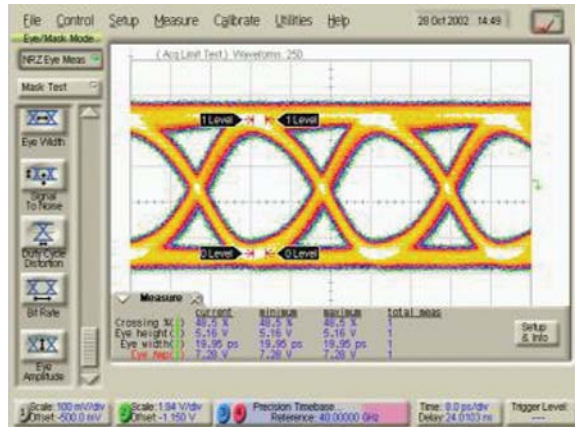 File Control Setup Measure Calibrate Utilities Help 28 Oct 2002 14:49
Eye/Mask Mode
NRZ Eye Meas
( Acq Limit Test ) Waveforms: 250
Mask Test
1 Level 1 Level
Eye Width
Signal
To Noise
0 Level 0 Level
Duty Cycle
Distortion
Bit Rate
Measure
current minimum maximum total meas
Crossing %( ) 48.5 % 48.5 % 48.5 % 1
Eye height( ) 5.16 V 5.16 V 5.16 V 1
Eye width( ) 19.95 ps 19.95 ps 19.95 ps 1
Eye Amp( ) 7.28 V 7.28 V 7.28 V 1
Setup
& Info
Eye
Amplitude
1 Scale: 100 mV/div 2 Scale: 1.84 V/div 3 4 Precision Timebase... Time: 8.0 ps/div Trigger Level:
Offset: -500.0 mV Offset: -1.150 V Reference: 40.00000 GHz Delay: 24.0103 ns ---